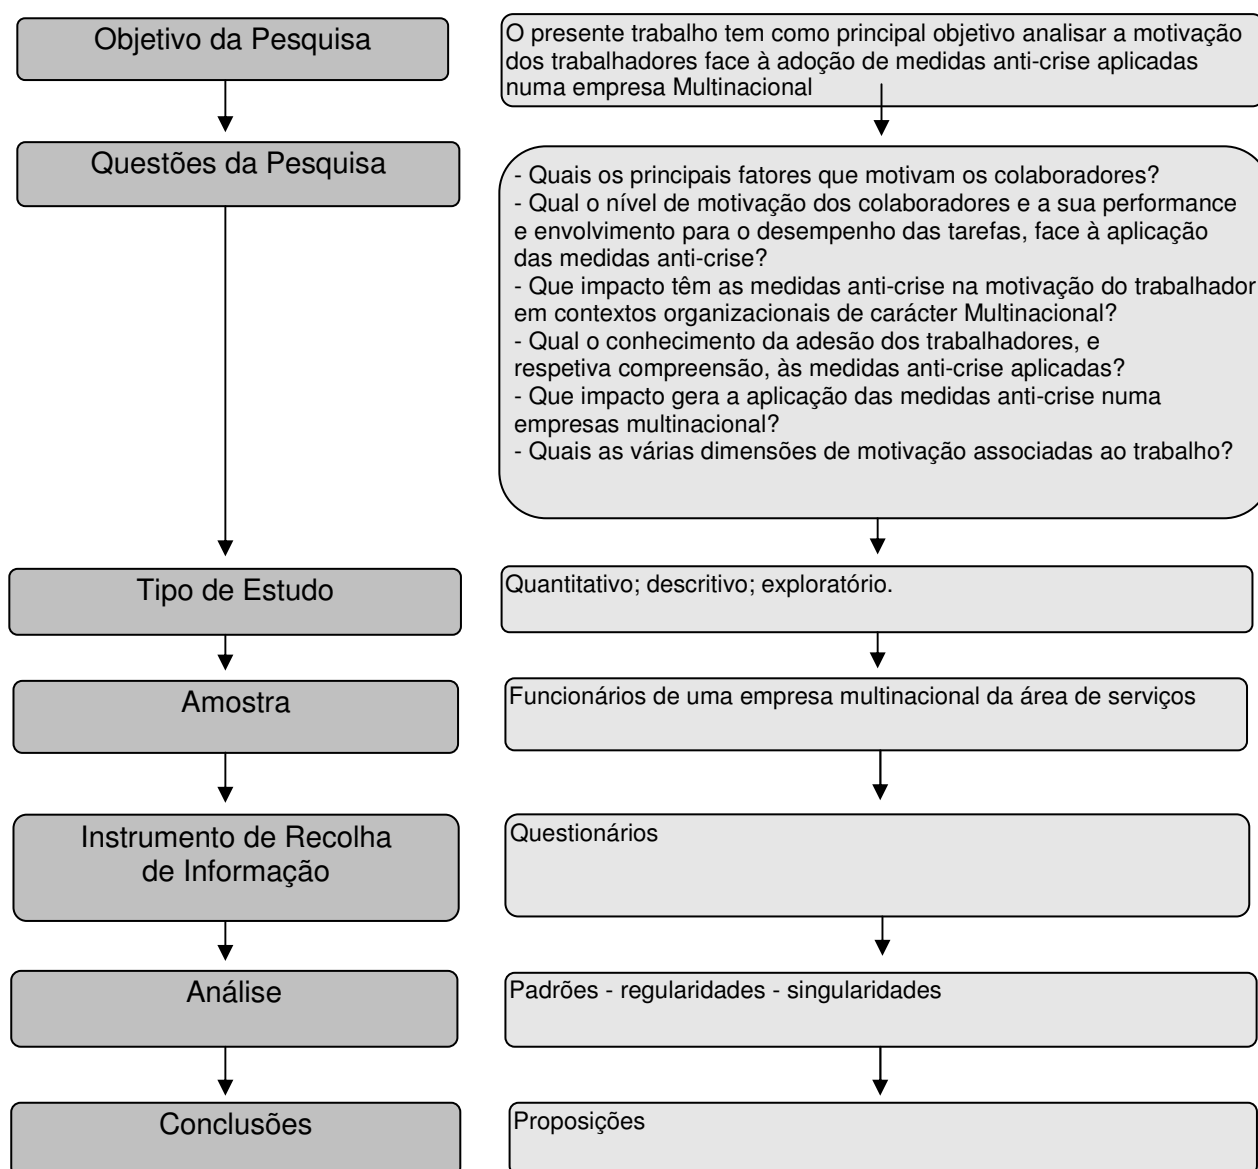 Objetivo da Pesquisa
O presente trabalho tem como principal objetivo analisar a motivação
dos trabalhadores face à adoção de medidas anti-crise aplicadas
numa empresa Multinacional
Questões da Pesquisa
- Quais os principais fatores que motivam os colaboradores?
- Qual o nível de motivação dos colaboradores e a sua performance
e envolvimento para o desempenho das tarefas, face à aplicação
das medidas anti-crise?
- Que impacto têm as medidas anti-crise na motivação do trabalhador
em contextos organizacionais de carácter Multinacional?
- Qual o conhecimento da adesão dos trabalhadores, e
respetiva compreensão, às medidas anti-crise aplicadas?
- Que impacto gera a aplicação das medidas anti-crise numa
empresas multinacional?
- Quais as várias dimensões de motivação associadas ao trabalho?
Tipo de Estudo
Quantitativo; descritivo; exploratório.
Amostra
Funcionários de uma empresa multinacional da área de serviços
Instrumento de Recolha
de Informação
Questionários
Análise
Padrões - regularidades - singularidades
Conclusões
Proposições